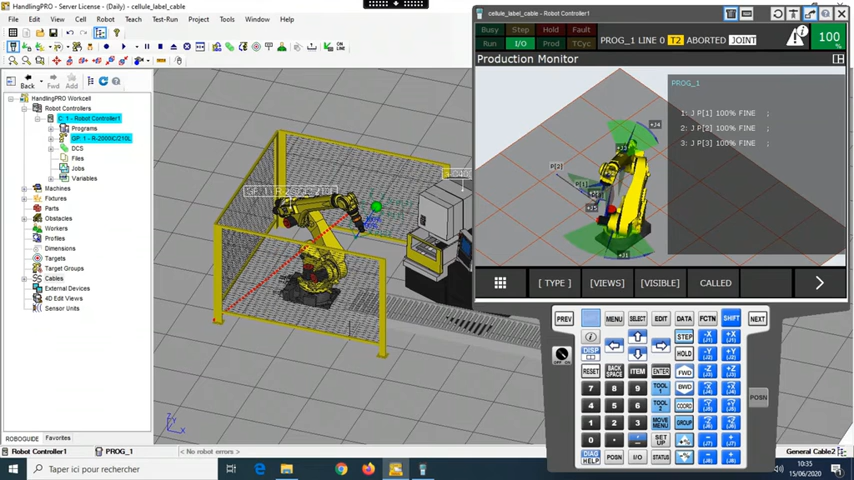 HandlingPRO - Server License - (Daily)
File Edit View Cell Robot Teach Test-Run Project Tools Window
Back Fwd Add
HandlingPRO Workcell
Robot Controllers
C: 1 - Robot Controller1
Programs
GP: 1 - R-2000iC/210L
DCS
Files
Jobs
Variables
Machines
Fixtures
Parts
Obstacles
Workers
Profiles
Dimensions
Targets
Target Groups
Cables
External Devices
4D Edit Views
Sensor Units
ROBOGUIDE Favorites
Robot Controller1 PROG_1 < No robot errors > General Cable2
Taper ici pour rechercher
10:35
15/06/2020
cellule_label_cable - Robot Controller1
Busy Step Hold Fault
Run I/O Prod TCyc
PROG_1 LINE 0 T2 ABORTED JOINT
100%
Production Monitor
PROG_1
1: J P[1] 100% FINE ;
2: J P[2] 100% FINE ;
3: J P[3] 100% FINE ;
[ TYPE ] [VIEWS] [VISIBLE] CALLED
PREV MENU SELECT EDIT DATA FCTN SHIFT NEXT
DISP
STEP
HOLD
RESET BACK SPACE ITEM ENTER FWD
7 8 9 TOOL 1 BWD
4 5 6 TOOL 2 COORD
1 2 3 MOVE MENU GROUP
0 . SET UP
DIAG HELP POSN I/O STATUS
POSN